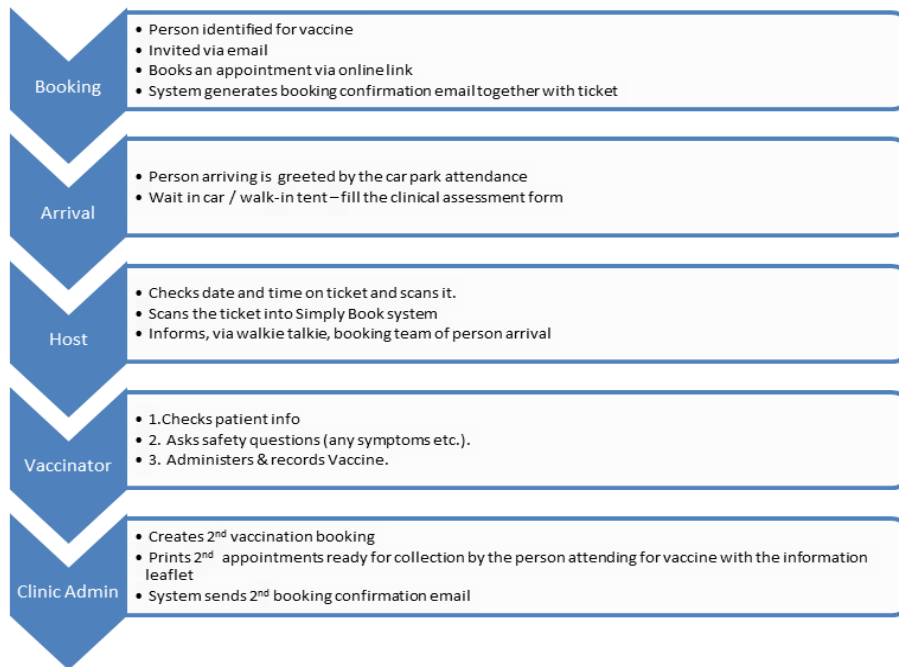 Booking
• Person identified for vaccine
• Invited via email
• Books an appointment via online link
• System generates booking confirmation email together with ticket
Arrival
• Person arriving is greeted by the car park attendance
• Wait in car / walk-in tent – fill the clinical assessment form
Host
• Checks date and time on ticket and scans it.
• Scans the ticket into Simply Book system
• Informs, via walkie talkie, booking team of person arrival
Vaccinator
• 1.Checks patient info
• 2. Asks safety questions (any symptoms etc.).
• 3. Administers & records Vaccine.
Clinic Admin
• Creates 2nd vaccination booking
• Prints 2nd appointments ready for collection by the person attending for vaccine with the information
leaflet
• System sends 2nd booking confirmation email